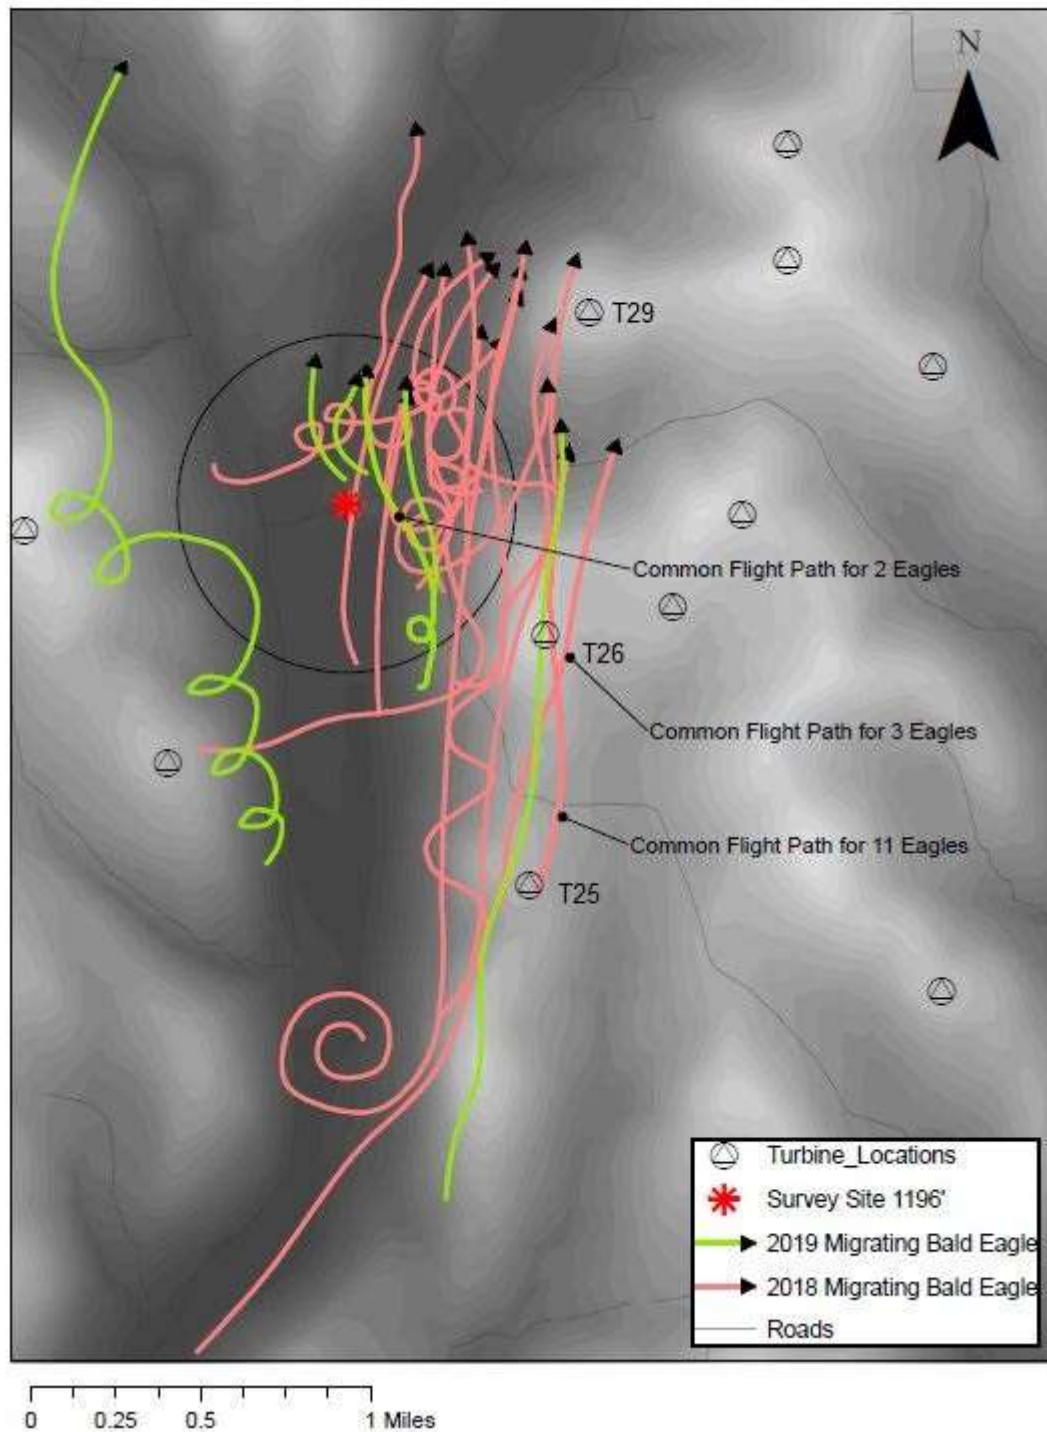 N
T29
Common Flight Path for 2 Eagles
T26
Common Flight Path for 3 Eagles
Common Flight Path for 11 Eagles
T25
Turbine_Locations
Survey Site 1196'
2019 Migrating Bald Eagle
2018 Migrating Bald Eagle
Roads
0 0.25 0.5 1 Miles